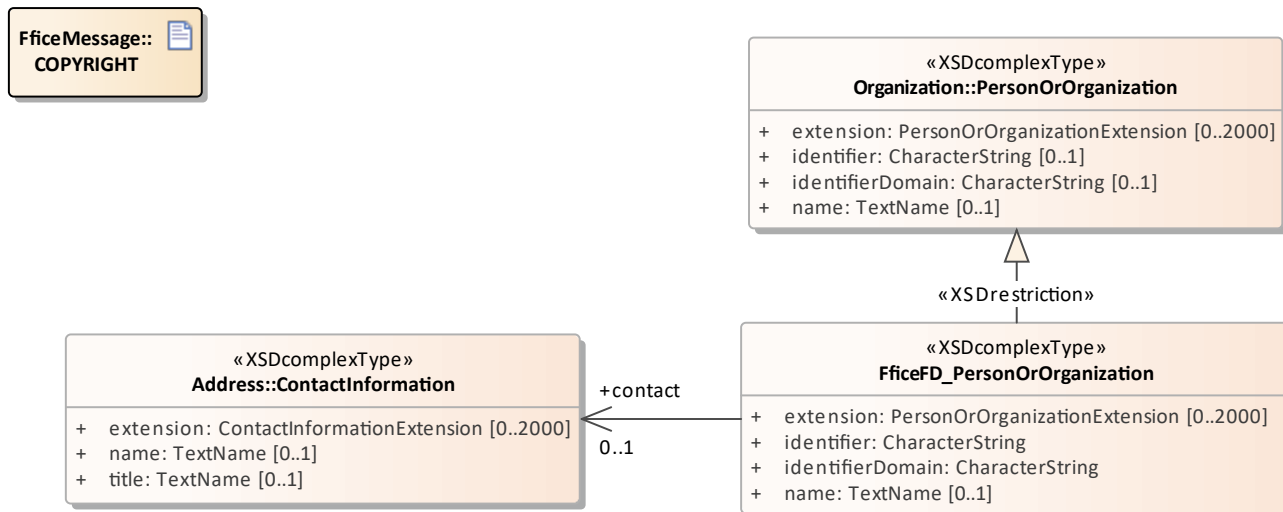 FficeMessage::
COPYRIGHT
«XSDcomplexType»
Organization::PersonOrOrganization
+ extension: PersonOrOrganizationExtension [0..2000]
+ identifier: CharacterString [0..1]
+ identifierDomain: CharacterString [0..1]
+ name: TextName [0..1]
«XSDrestriction»
«XSDcomplexType»
Address::ContactInformation
+ extension: ContactInformationExtension [0..2000]
+ name: TextName [0..1]
+ title: TextName [0..1]
+contact
0..1
«XSDcomplexType»
FficeFD_PersonOrOrganization
+ extension: PersonOrOrganizationExtension [0..2000]
+ identifier: CharacterString
+ identifierDomain: CharacterString
+ name: TextName [0..1]